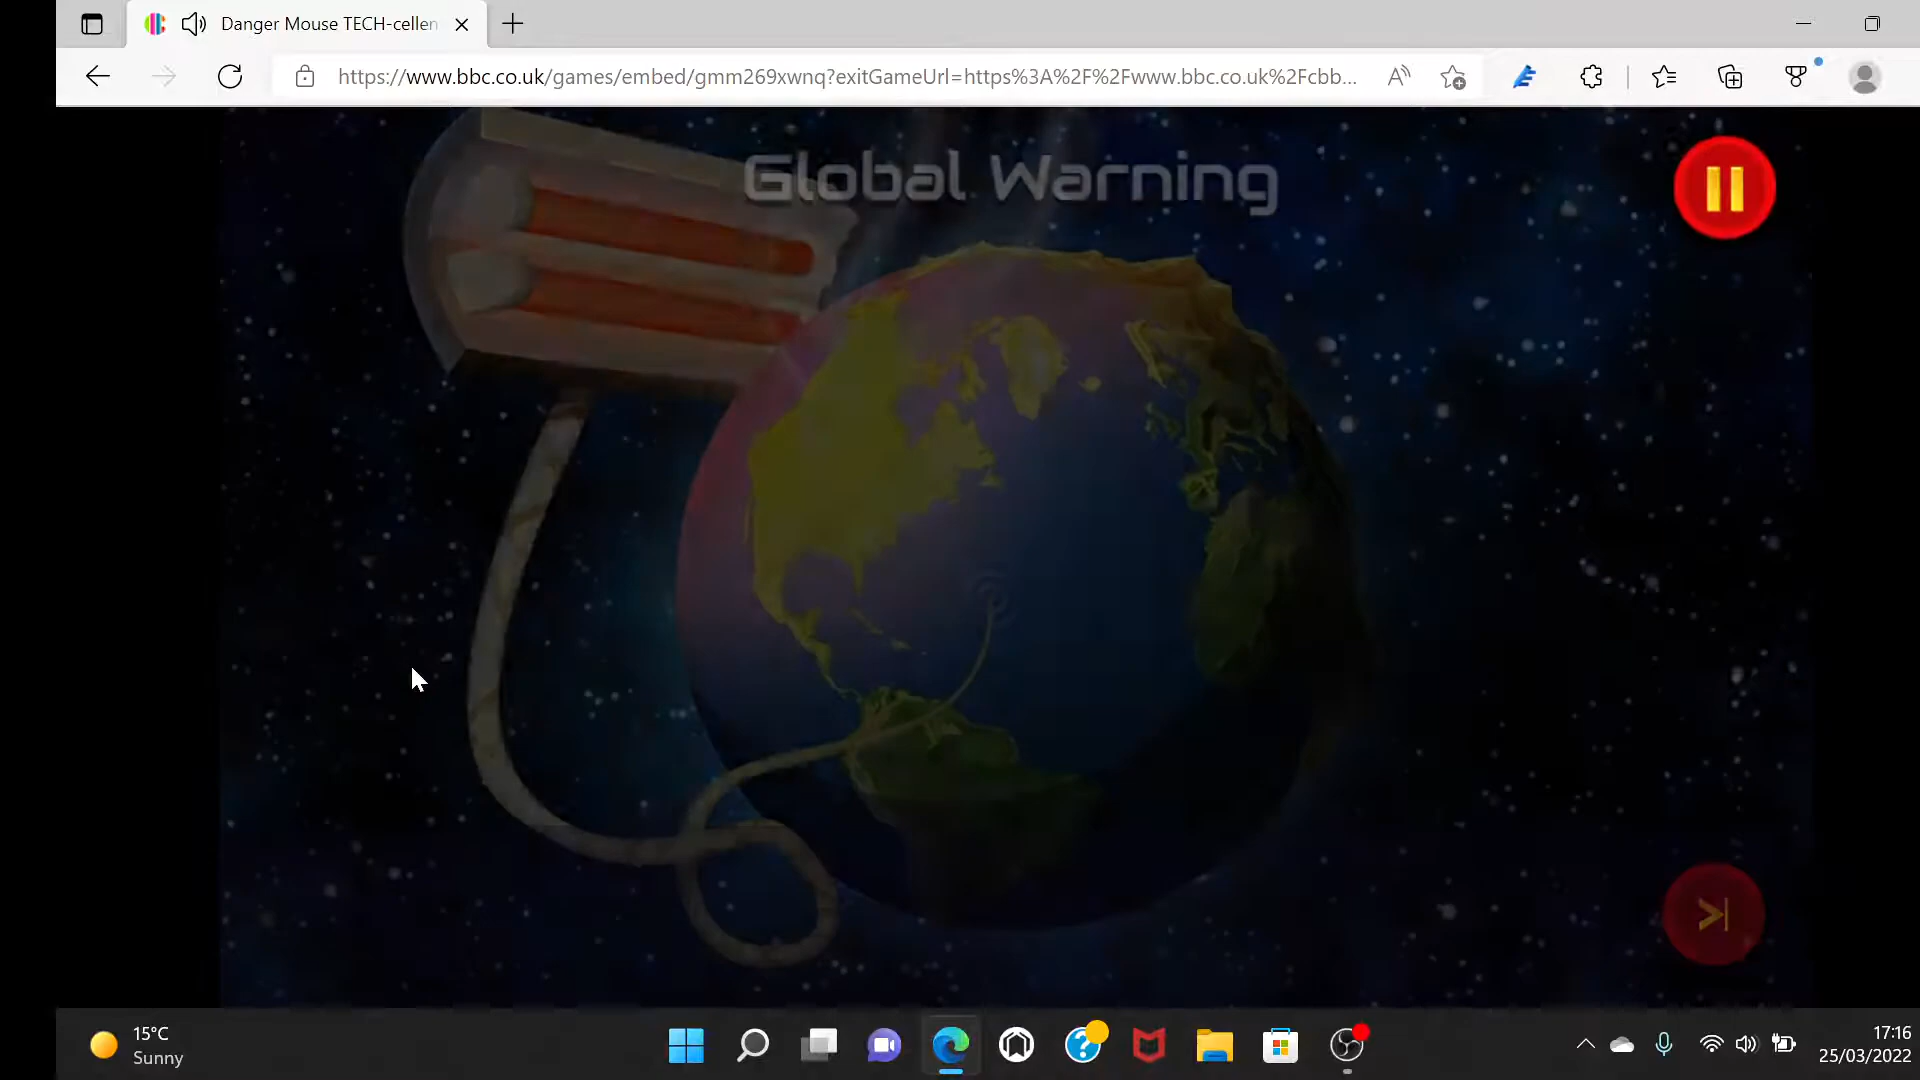 Danger Mouse TECH-cellen
https://www.bbc.co.uk/games/embed/gmm269xwnq?exitGameUrl=https%3A%2F%2Fwww.bbc.co.uk%2Fcbb...
Global Warning
15°C
Sunny
17:16
25/03/2022